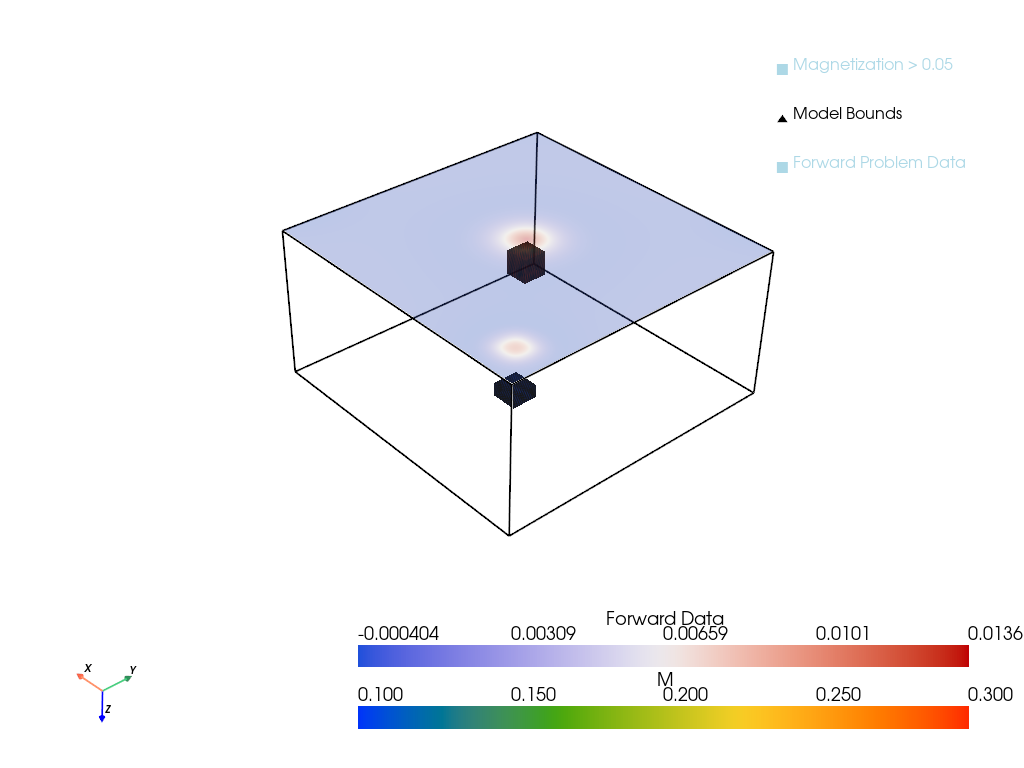 Magnetization > 0.05
Model Bounds
Forward Problem Data
Forward Data
-0.000404 0.00309 0.00659 0.0101 0.0136
M
0.100 0.150 0.200 0.250 0.300
X Y
Z